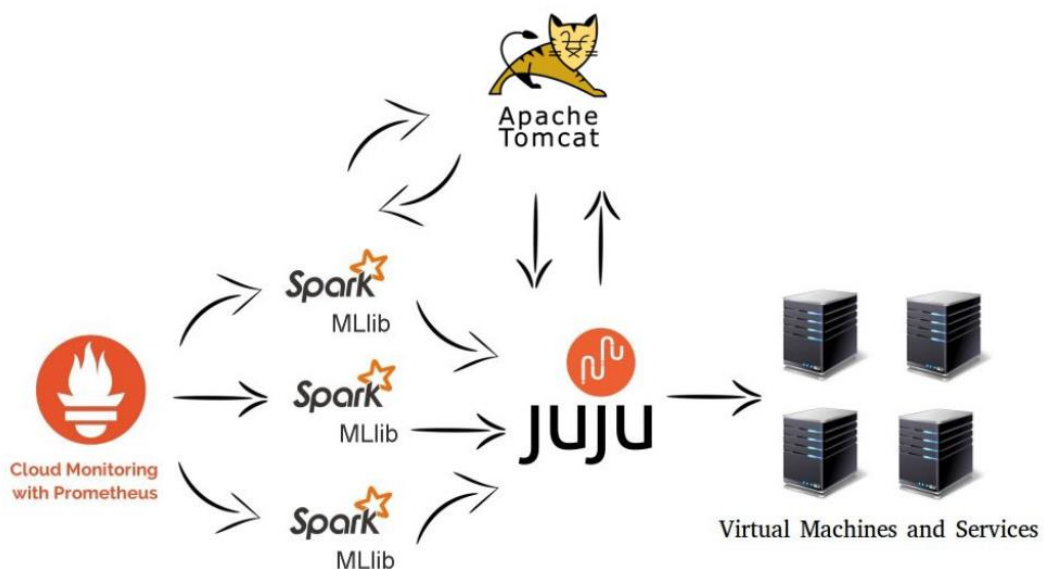 Apache
Tomcat
Spark
MLlib
Spark
MLlib
Spark
MLlib
juju
Cloud Monitoring
with Prometheus
Virtual Machines and Services